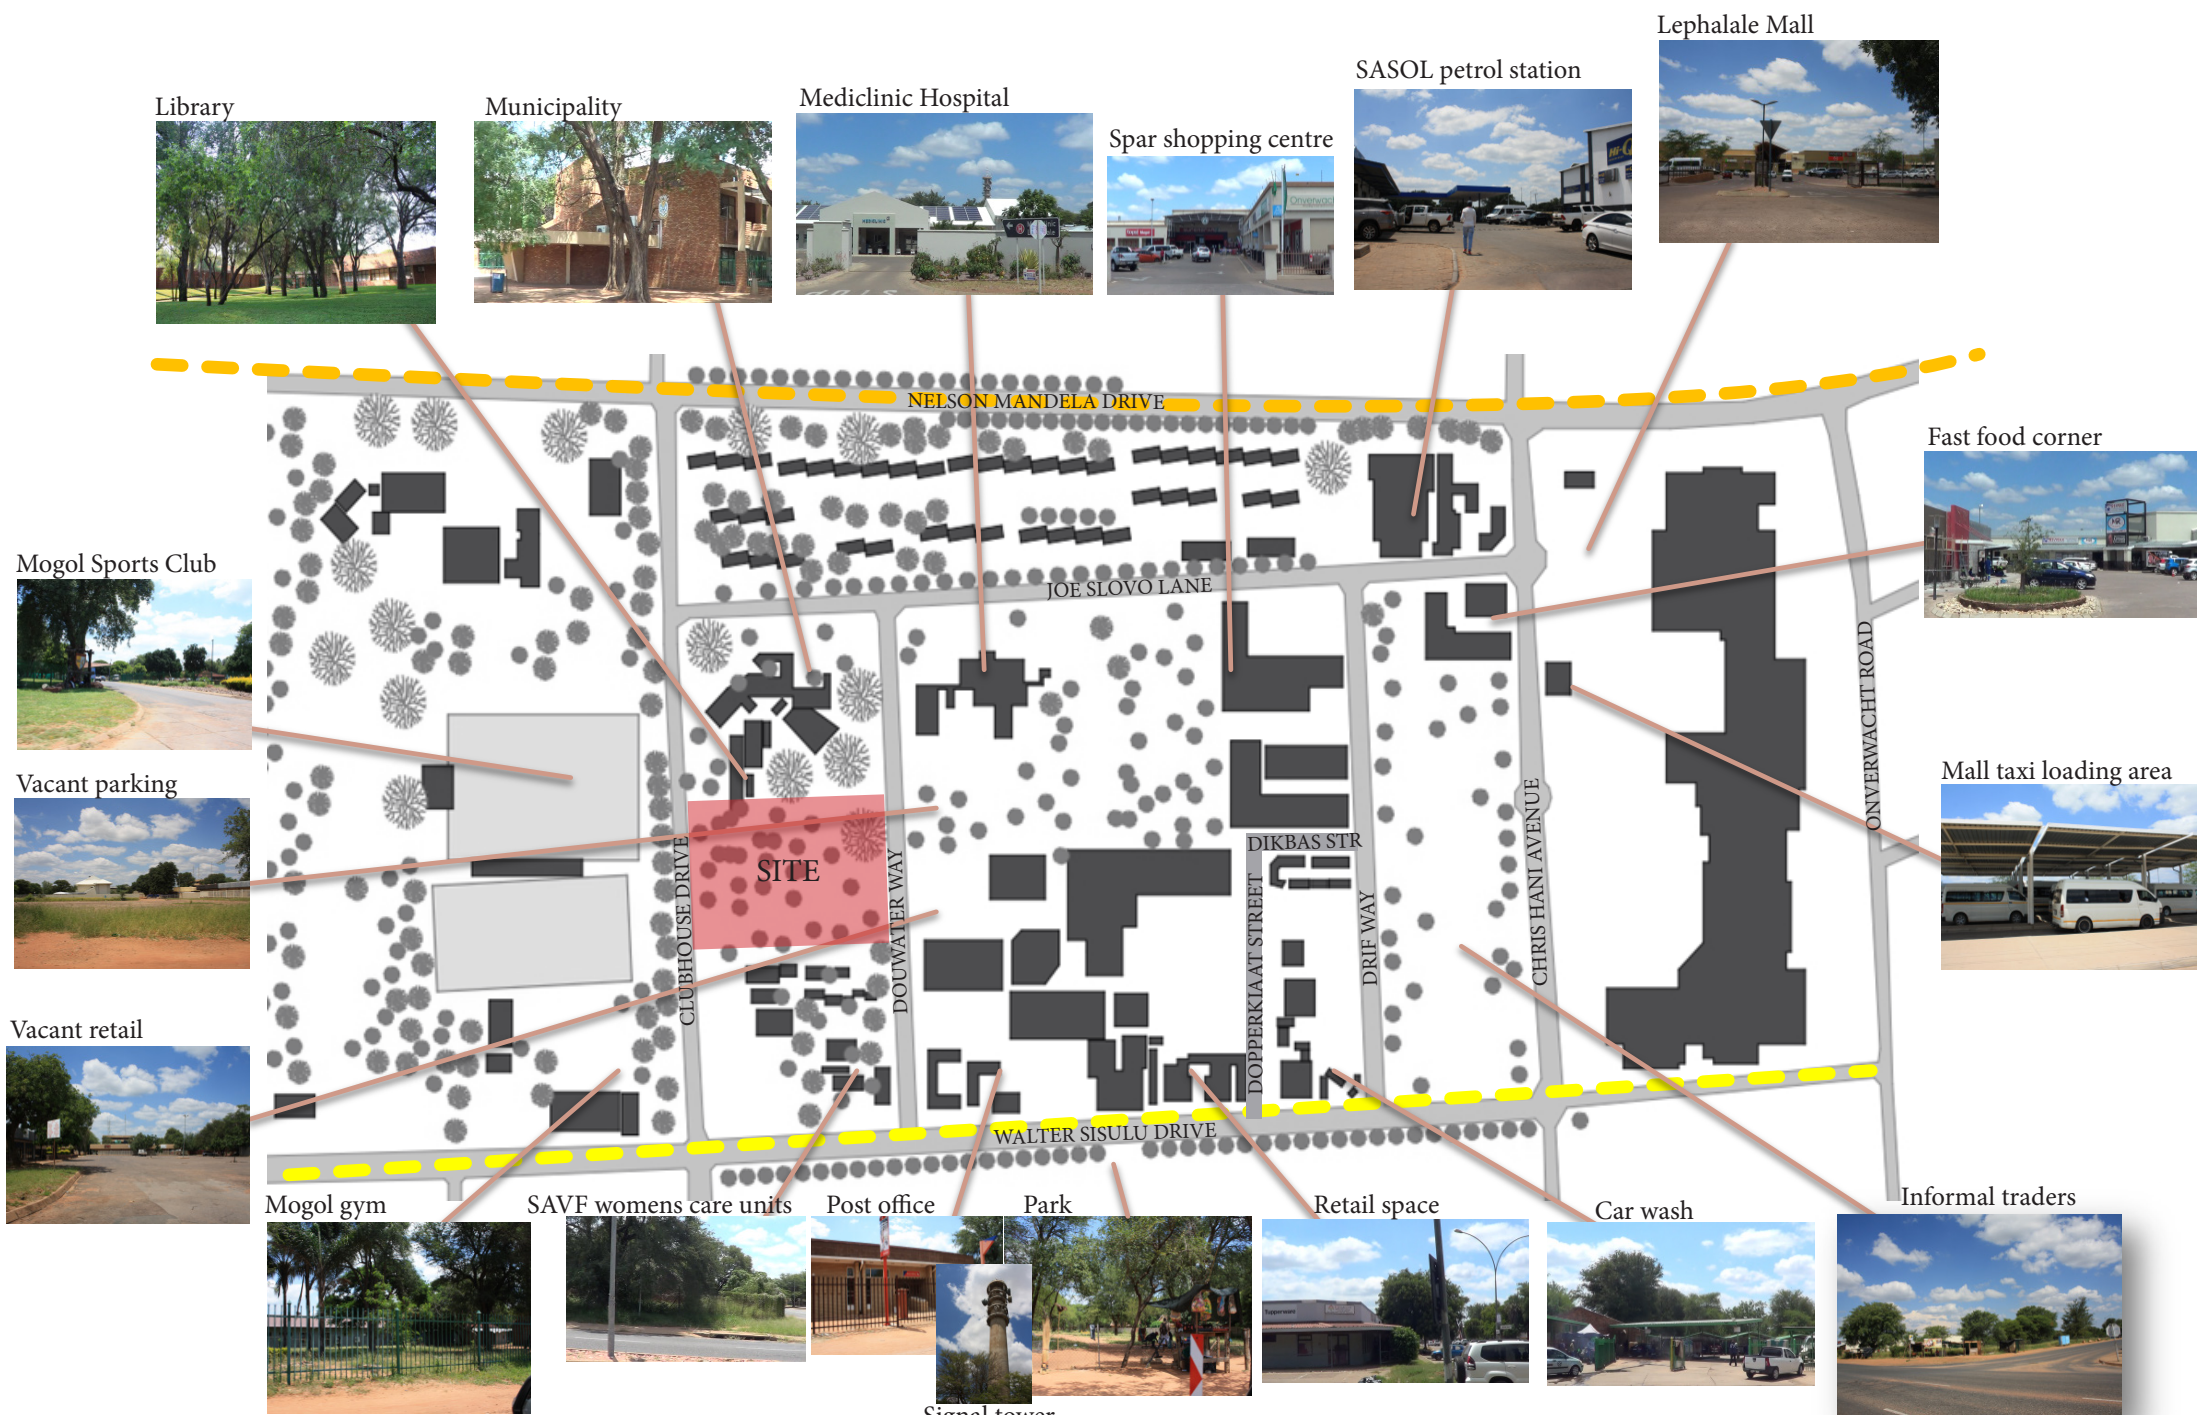 Lephalale Mall
SASOL petrol station
Library
Municipality
Mediclinic Hospital
Spar shopping centre
NELSON MANDELA DRIVE
Fast food corner
Mogol Sports Club
JOE SLOVO LANE
Vacant parking
Mall taxi loading area
ONVERWACHT ROAD
SITE
DIKBAS STR
CLUBHOUSE DRIVE
DOUWATER WAY
DOPPERKIAAT STREET
DRIF WAY
CHRIS HANI AVENUE
Vacant retail
WALTER SISULU DRIVE
Mogol gym
SAVF womens care units
Post office
Park
Retail space
Car wash
Informal traders
Tupperware
Signal tower